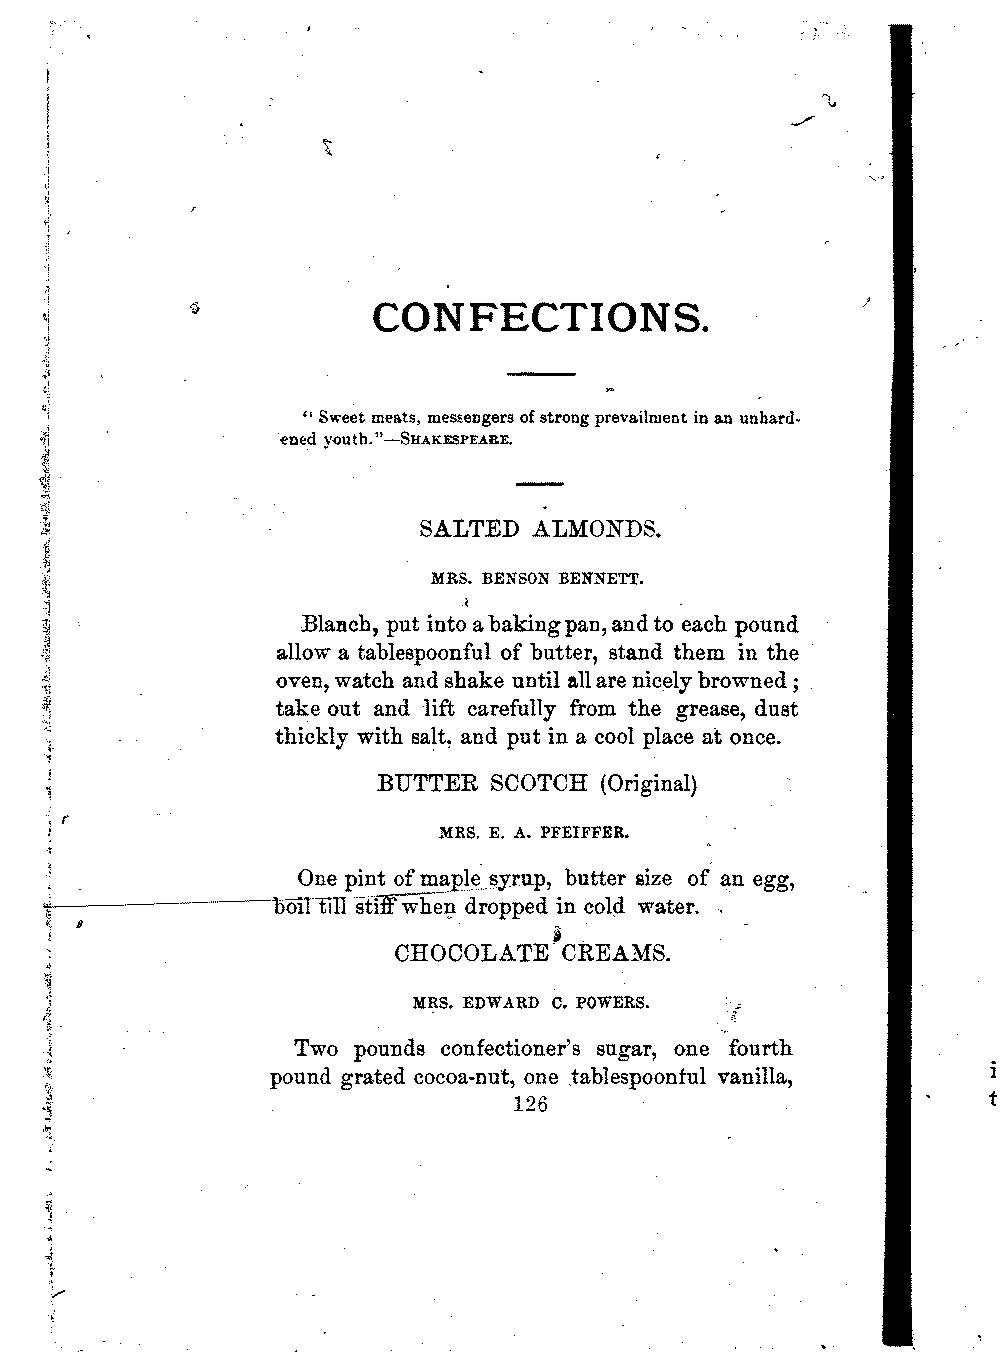 CONFECTIONS.
" Sweet meats, messengers of strong prevailment in an unhard-
ened youth."—SHAKESPEARE.
SALTED ALMONDS.
MRS. BENSON BENNETT.
Blanch, put into a baking pan, and to each pound
allow a tablespoonful of butter, stand them in the
oven, watch and shake until all are nicely browned ;
take out and lift carefully from the grease, dust
thickly with salt, and put in a cool place at once.
BUTTER SCOTCH (Original)
MRS. E. A. PFEIFFER.
One pint of maple syrup, butter size of an egg,
boil till stiff when dropped in cold water.
CHOCOLATE CREAMS.
MRS. EDWARD C. POWERS.
Two pounds confectioner's sugar, one fourth
pound grated cocoa-nut, one tablespoonful vanilla,
126
i
t